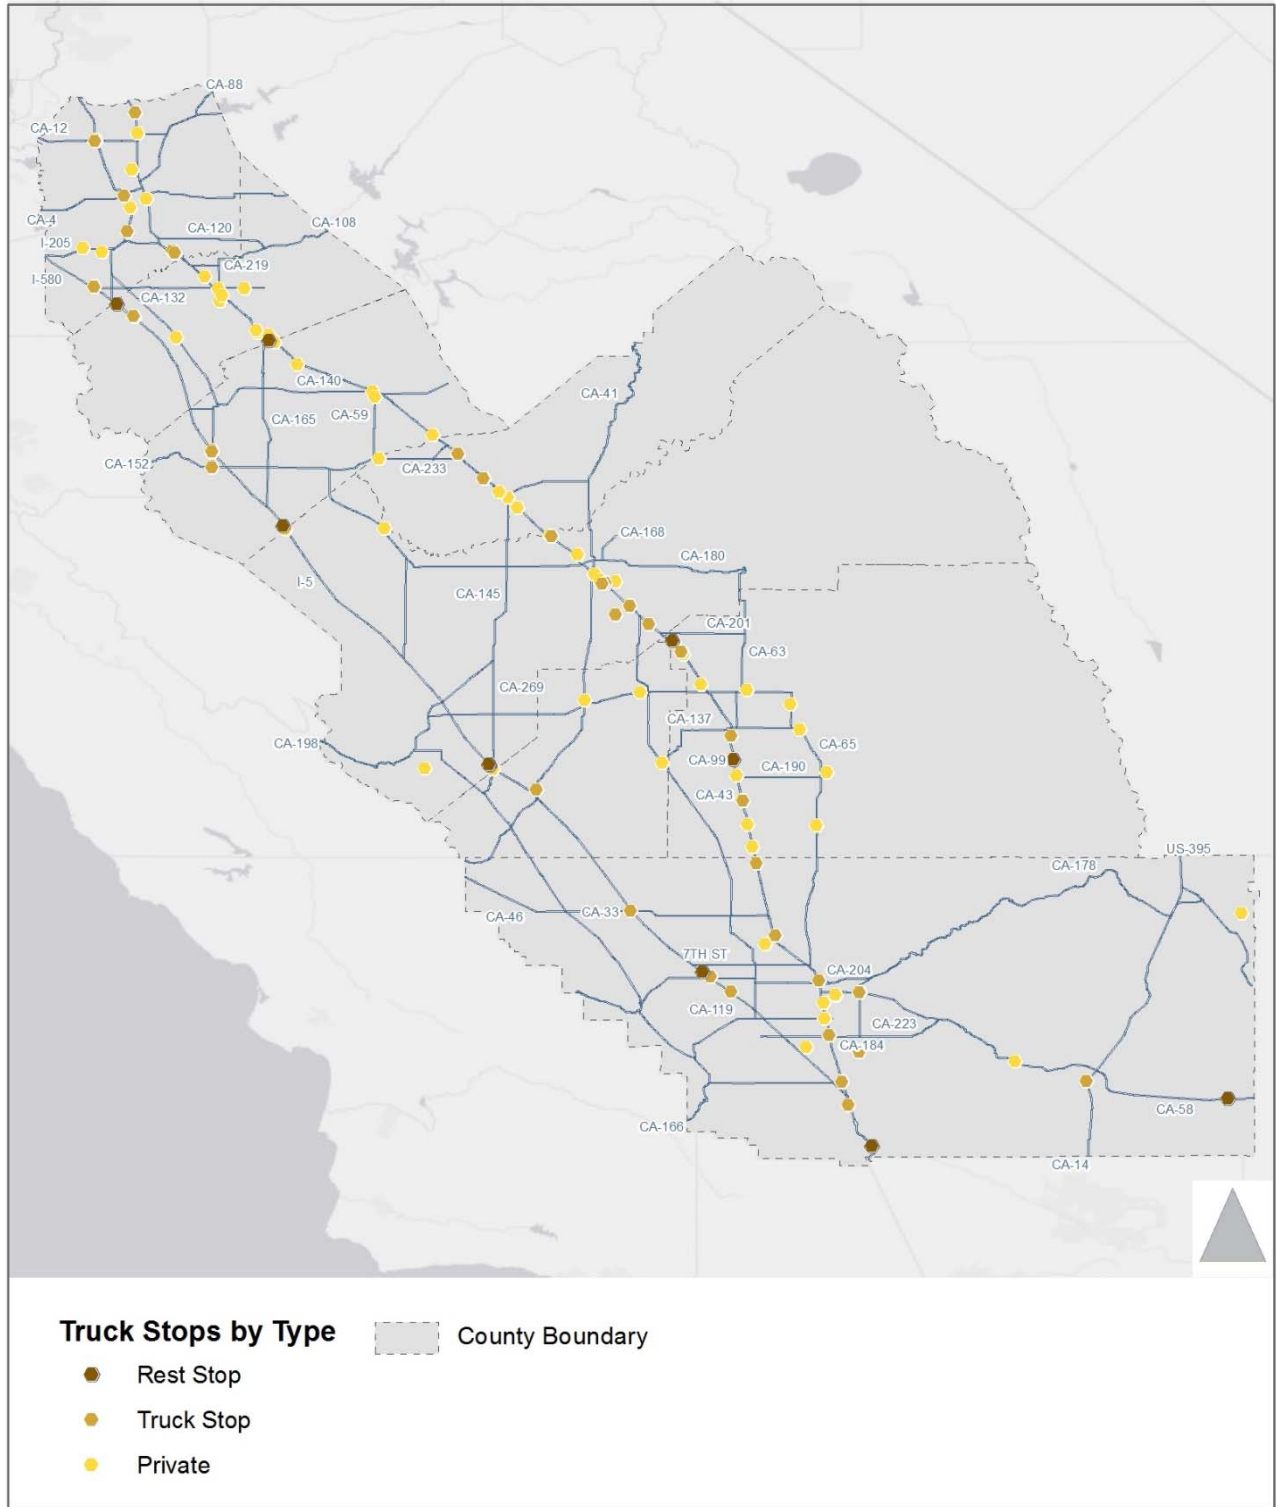 CA-88
CA-12
CA-4
CA-108
CA-120
I-205
CA-219
I-580
CA-132
CA-140
CA-41
CA-165
CA-59
CA-152
CA-233
CA-168
CA-180
I-5
CA-145
CA-201
CA-63
CA-269
CA-137
CA-198
CA-65
CA-99
CA-190
CA-43
US-395
CA-178
CA-46
CA-33
7TH ST
CA-204
CA-119
CA-223
CA-184
CA-58
CA-166
CA-14
Truck Stops by Type
County Boundary
Rest Stop
Truck Stop
Private